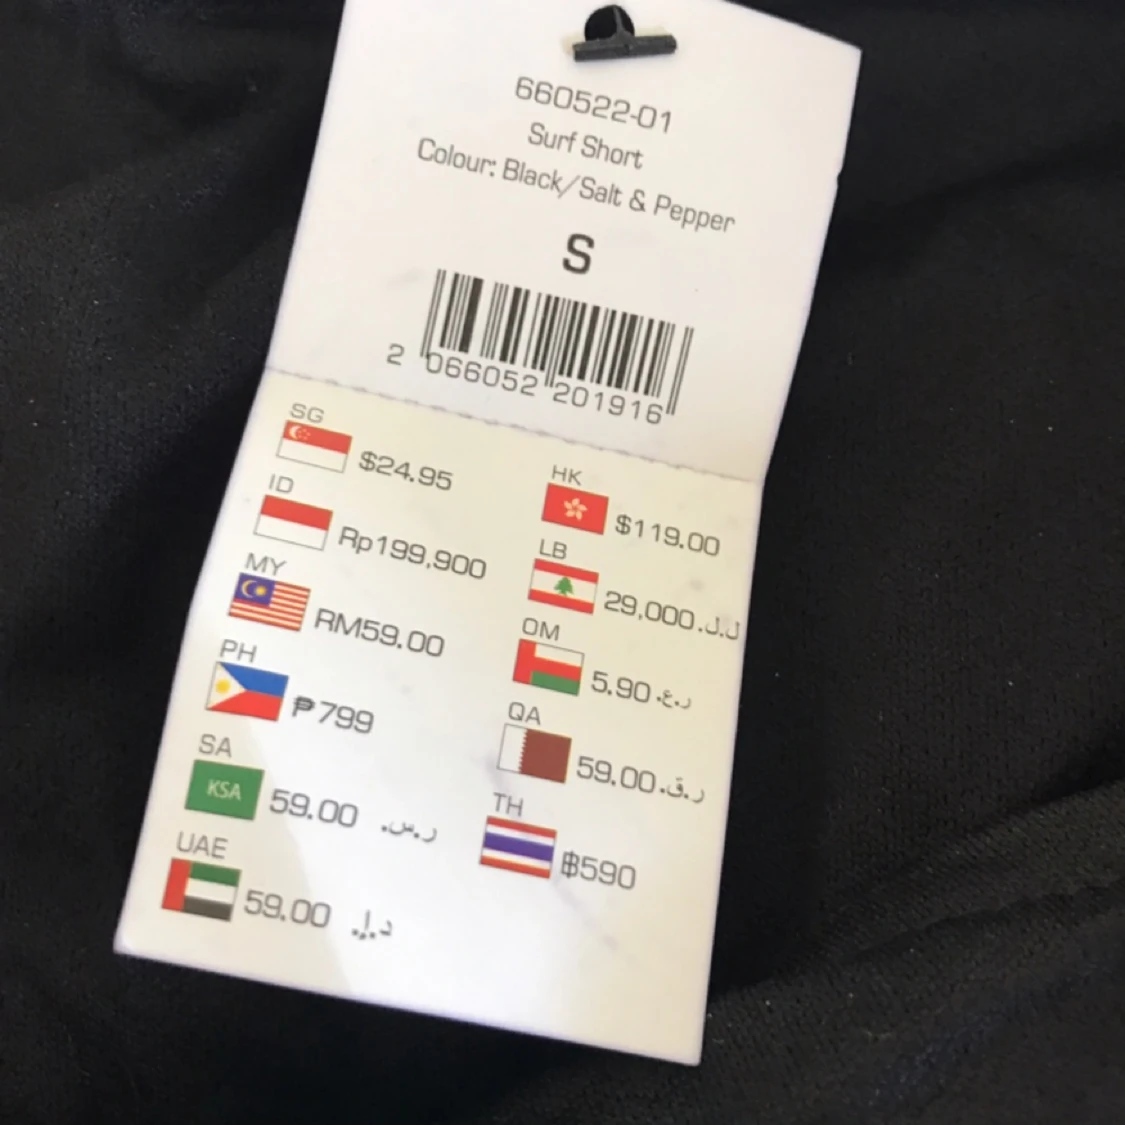 660522-01
Surf Short
Colour: Black/Salt & Pepper
S
2 066052 201916
SG
$24.95
ID
Rp199,900
MY
RM59.00
PH
₱799
SA
KSA
59.00 ر.س.
UAE
59.00 د.إ.
HK
$119.00
LB
29,000.ل.ل
OM
5.90 ر.ع.
QA
59.00 ر.ق.
TH
฿590